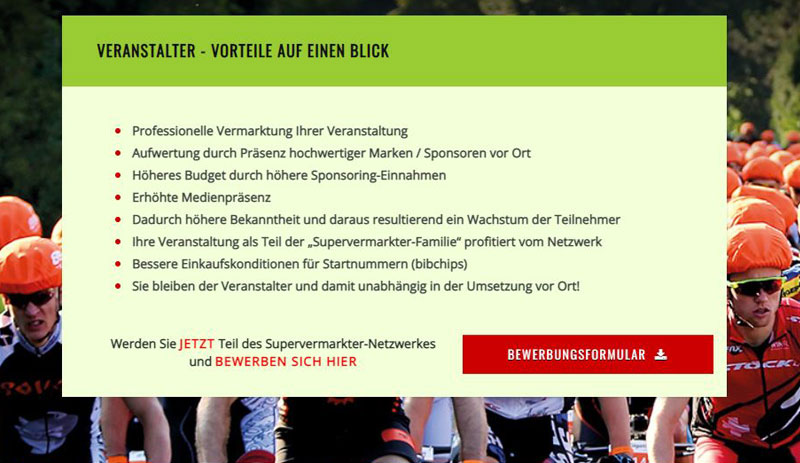 VERANSTALTER - VORTEILE AUF EINEN BLICK
Professionelle Vermarktung Ihrer Veranstaltung
Aufwertung durch Präsenz hochwertiger Marken / Sponsoren vor Ort
Höheres Budget durch höhere Sponsoring-Einnahmen
Erhöhte Medienpräsenz
Dadurch höhere Bekanntheit und daraus resultierend ein Wachstum der Teilnehmer
Ihre Veranstaltung als Teil der „Supervermarkter-Familie“ profitiert vom Netzwerk
Bessere Einkaufskonditionen für Startnummern (bibchips)
Sie bleiben der Veranstalter und damit unabhängig in der Umsetzung vor Ort!
Werden Sie JETZT Teil des Supervermarkter-Netzwerkes
und BEWERBEN SICH HIER
BEWERBUNGSFORMULAR